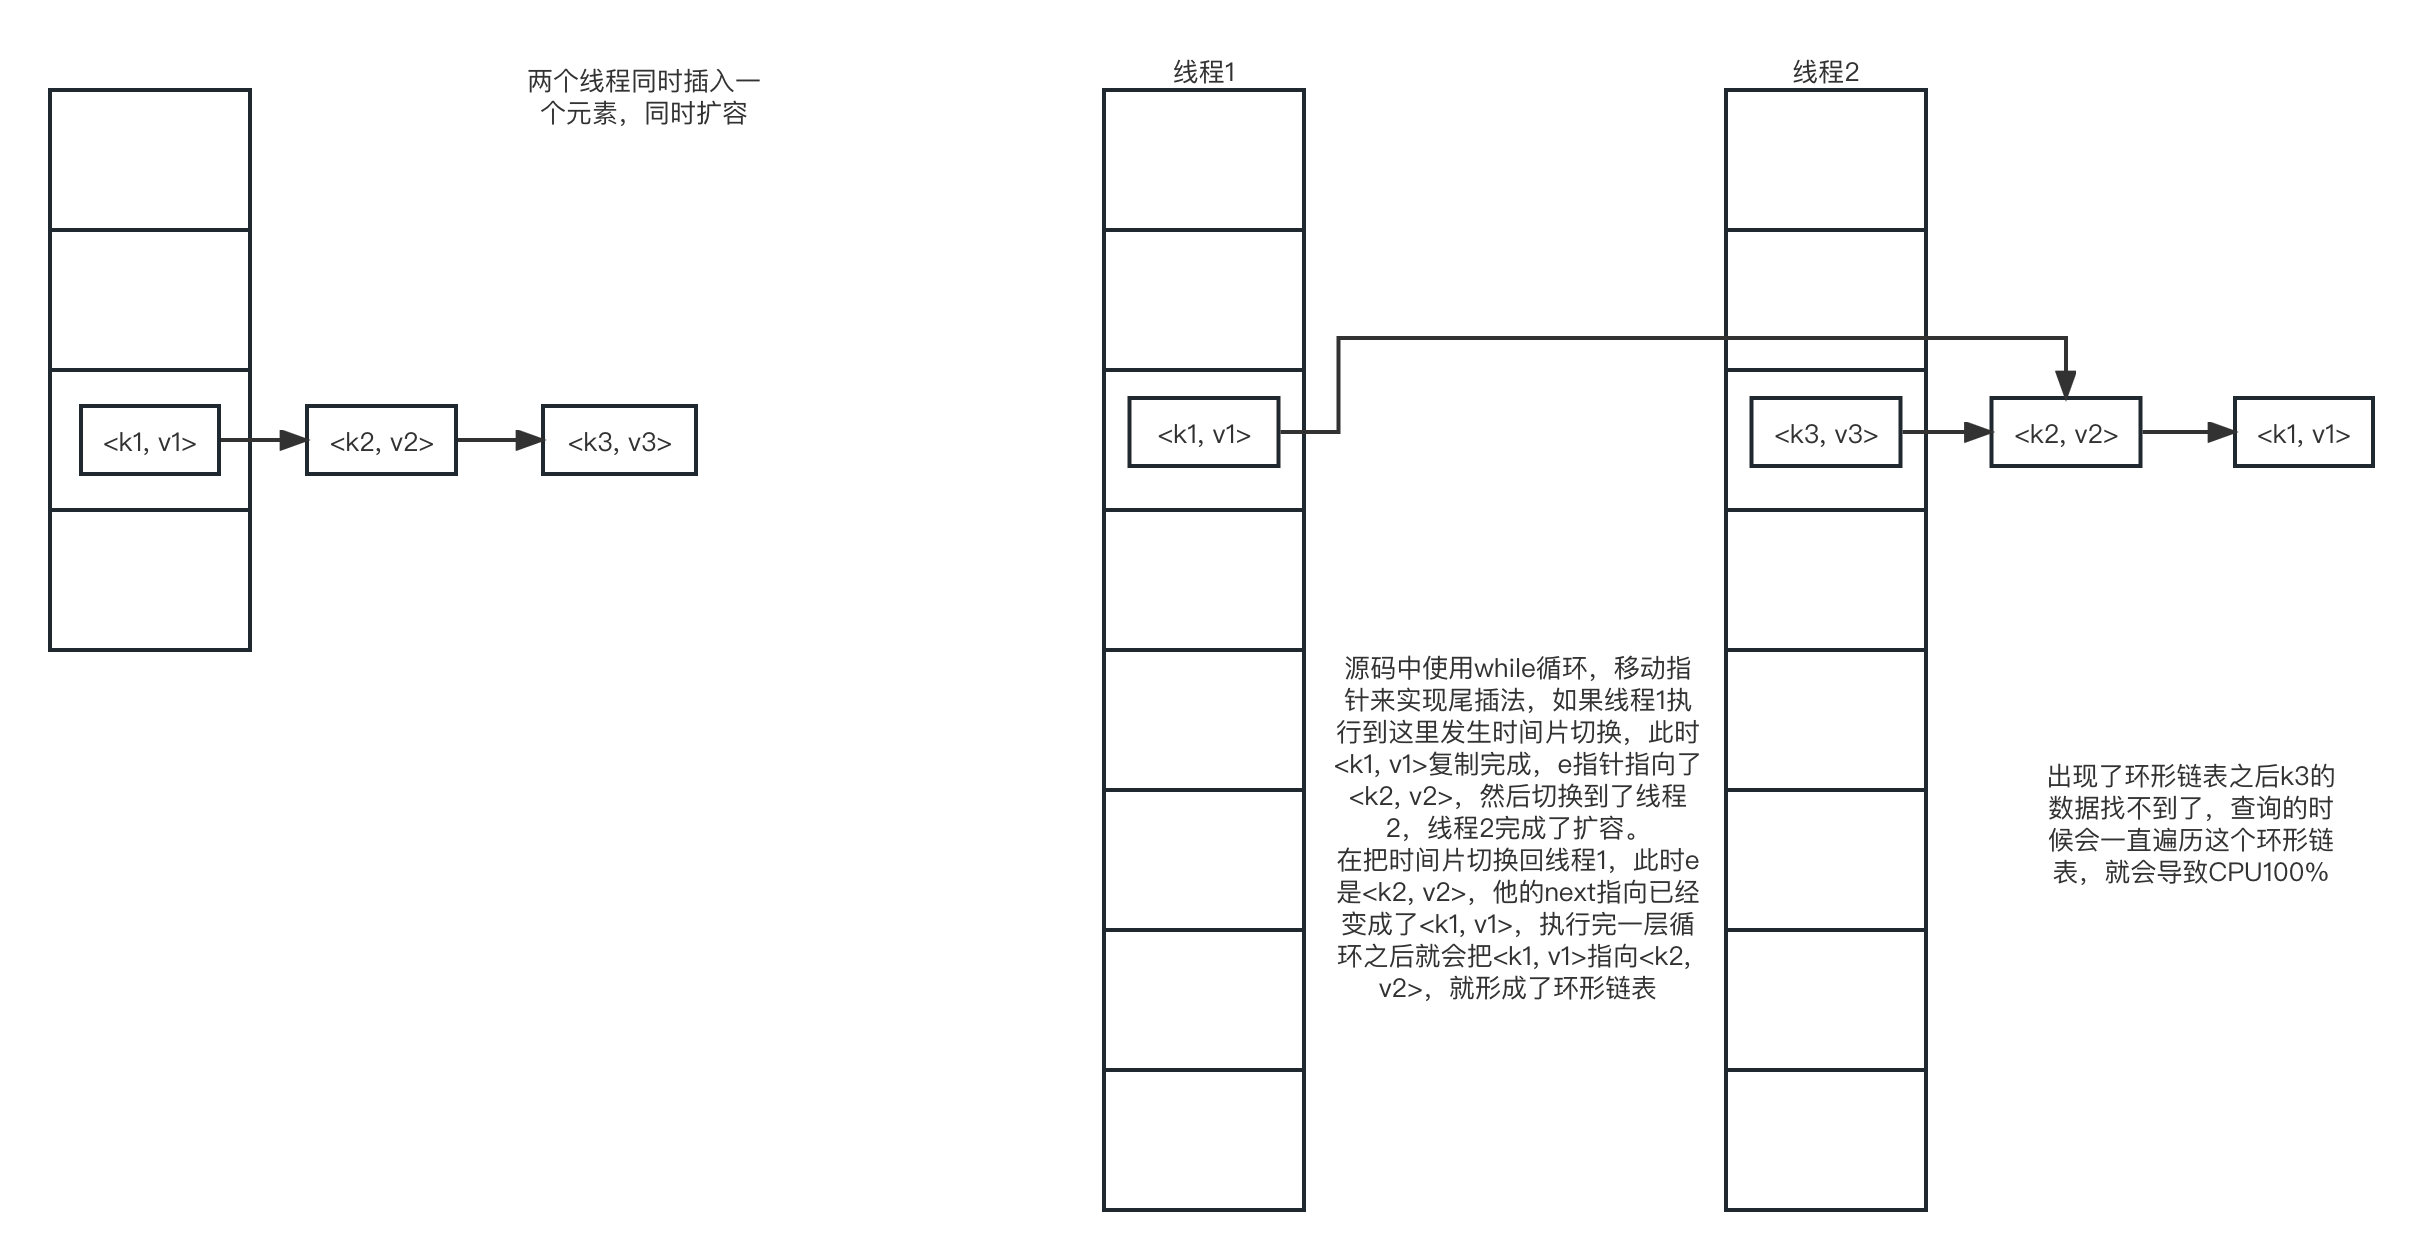 两个线程同时插入一
个元素，同时扩容
<k1, v1>
<k2, v2>
<k3, v3>
线程1
<k1, v1>
线程2
<k3, v3>
<k2, v2>
<k1, v1>
源码中使用while循环，移动指
针来实现尾插法，如果线程1执
行到这里发生时间片切换，此时
<k1, v1>复制完成，e指针指向了
<k2, v2>，然后切换到了线程
2，线程2完成了扩容。
在把时间片切换回线程1，此时e
是<k2, v2>，他的next指向已经
变成了<k1, v1>，执行完一层循
环之后就会把<k1, v1>指向<k2,
v2>，就形成了环形链表
出现了环形链表之后k3的
数据找不到了，查询的时
候会一直遍历这个环形链
表，就会导致CPU100%